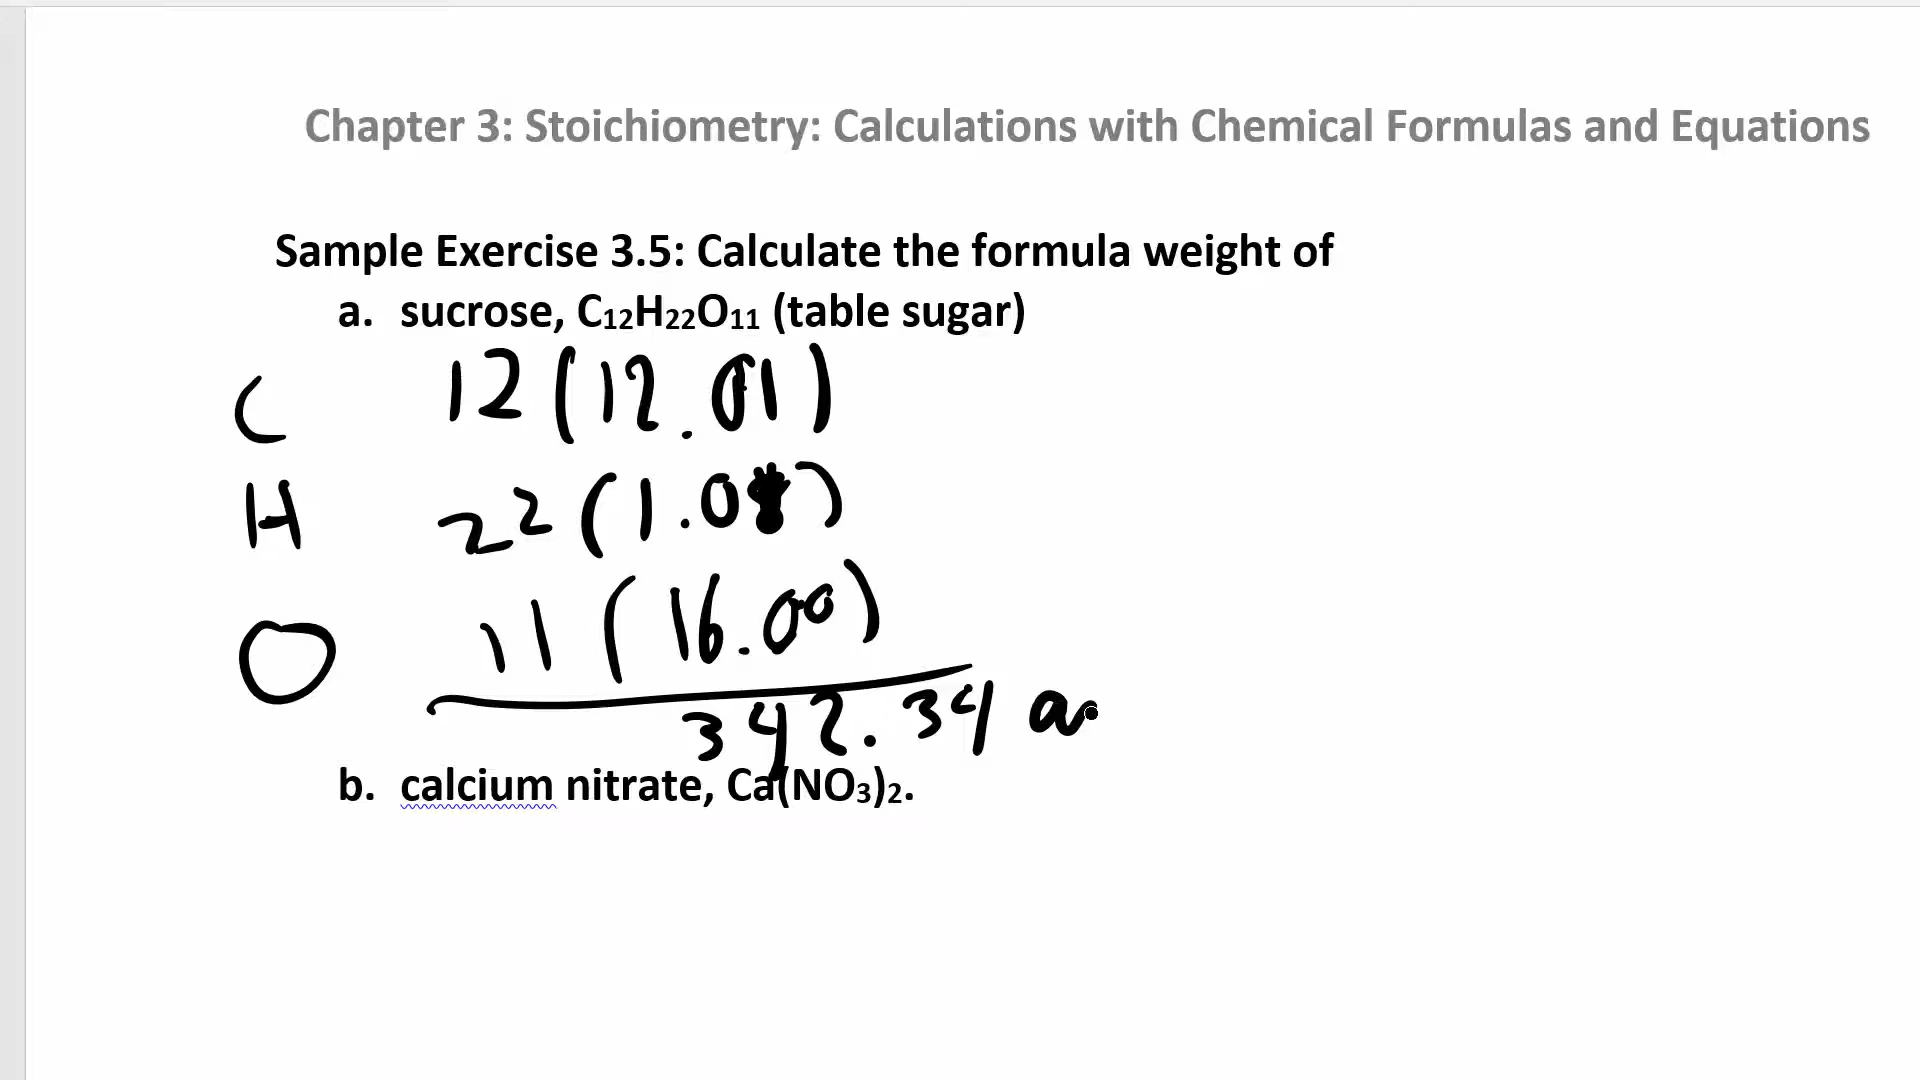 Chapter 3: Stoichiometry: Calculations with Chemical Formulas and Equations
Sample Exercise 3.5: Calculate the formula weight of
a. sucrose, C₁₂H₂₂O₁₁ (table sugar)
C 12(12.01)
H 22(1.0)
O 11(16.00)
342.34 a
b. calcium nitrate, Ca(NO₃)₂.